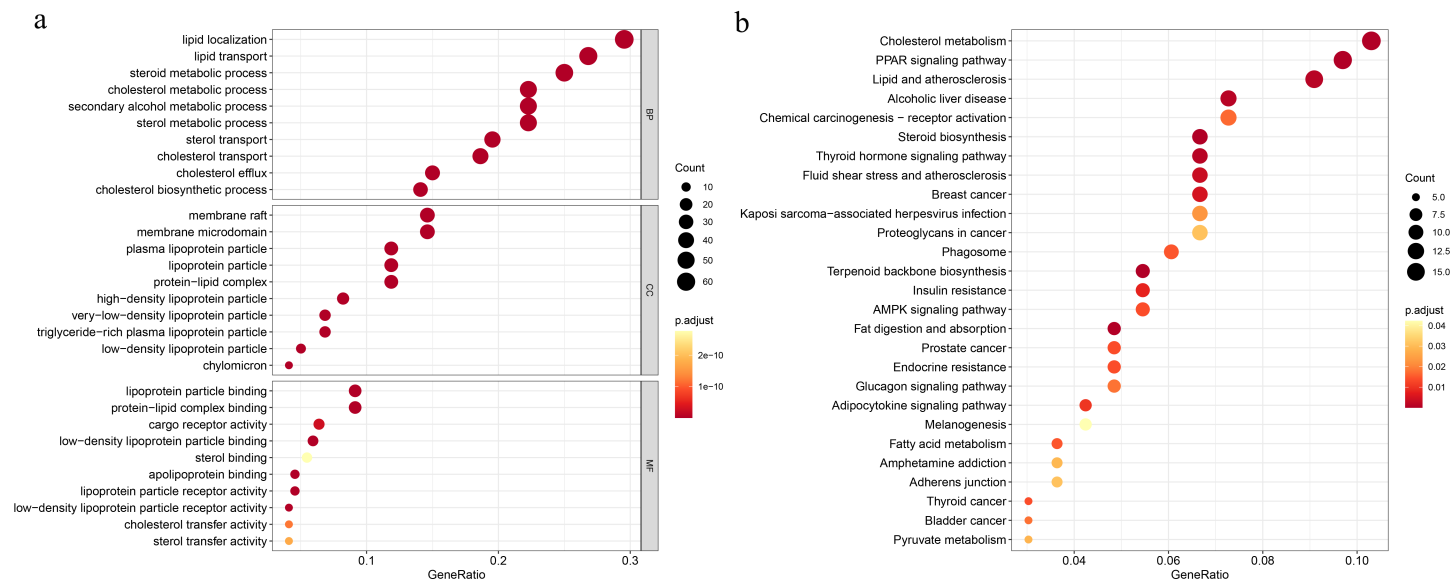 a
lipid localization
lipid transport
steroid metabolic process
cholesterol metabolic process
secondary alcohol metabolic process
sterol metabolic process
sterol transport
cholesterol transport
cholesterol efflux
cholesterol biosynthetic process
BP
membrane raft
membrane microdomain
plasma lipoprotein particle
lipoprotein particle
protein−lipid complex
high−density lipoprotein particle
very−low−density lipoprotein particle
triglyceride−rich plasma lipoprotein particle
low−density lipoprotein particle
chylomicron
CC
lipoprotein particle binding
protein−lipid complex binding
cargo receptor activity
low−density lipoprotein particle binding
sterol binding
apolipoprotein binding
lipoprotein particle receptor activity
low−density lipoprotein particle receptor activity
cholesterol transfer activity
sterol transfer activity
MF
0.1 0.2 0.3
GeneRatio
Count
10
20
30
40
50
60
p.adjust
2e−10
1e−10
b
Cholesterol metabolism
PPAR signaling pathway
Lipid and atherosclerosis
Alcoholic liver disease
Chemical carcinogenesis − receptor activation
Steroid biosynthesis
Thyroid hormone signaling pathway
Fluid shear stress and atherosclerosis
Breast cancer
Kaposi sarcoma−associated herpesvirus infection
Proteoglycans in cancer
Phagosome
Terpenoid backbone biosynthesis
Insulin resistance
AMPK signaling pathway
Fat digestion and absorption
Prostate cancer
Endocrine resistance
Glucagon signaling pathway
Adipocytokine signaling pathway
Melanogenesis
Fatty acid metabolism
Amphetamine addiction
Adherens junction
Thyroid cancer
Bladder cancer
Pyruvate metabolism
0.04 0.06 0.08 0.10
GeneRatio
Count
5.0
7.5
10.0
12.5
15.0
p.adjust
0.04
0.03
0.02
0.01